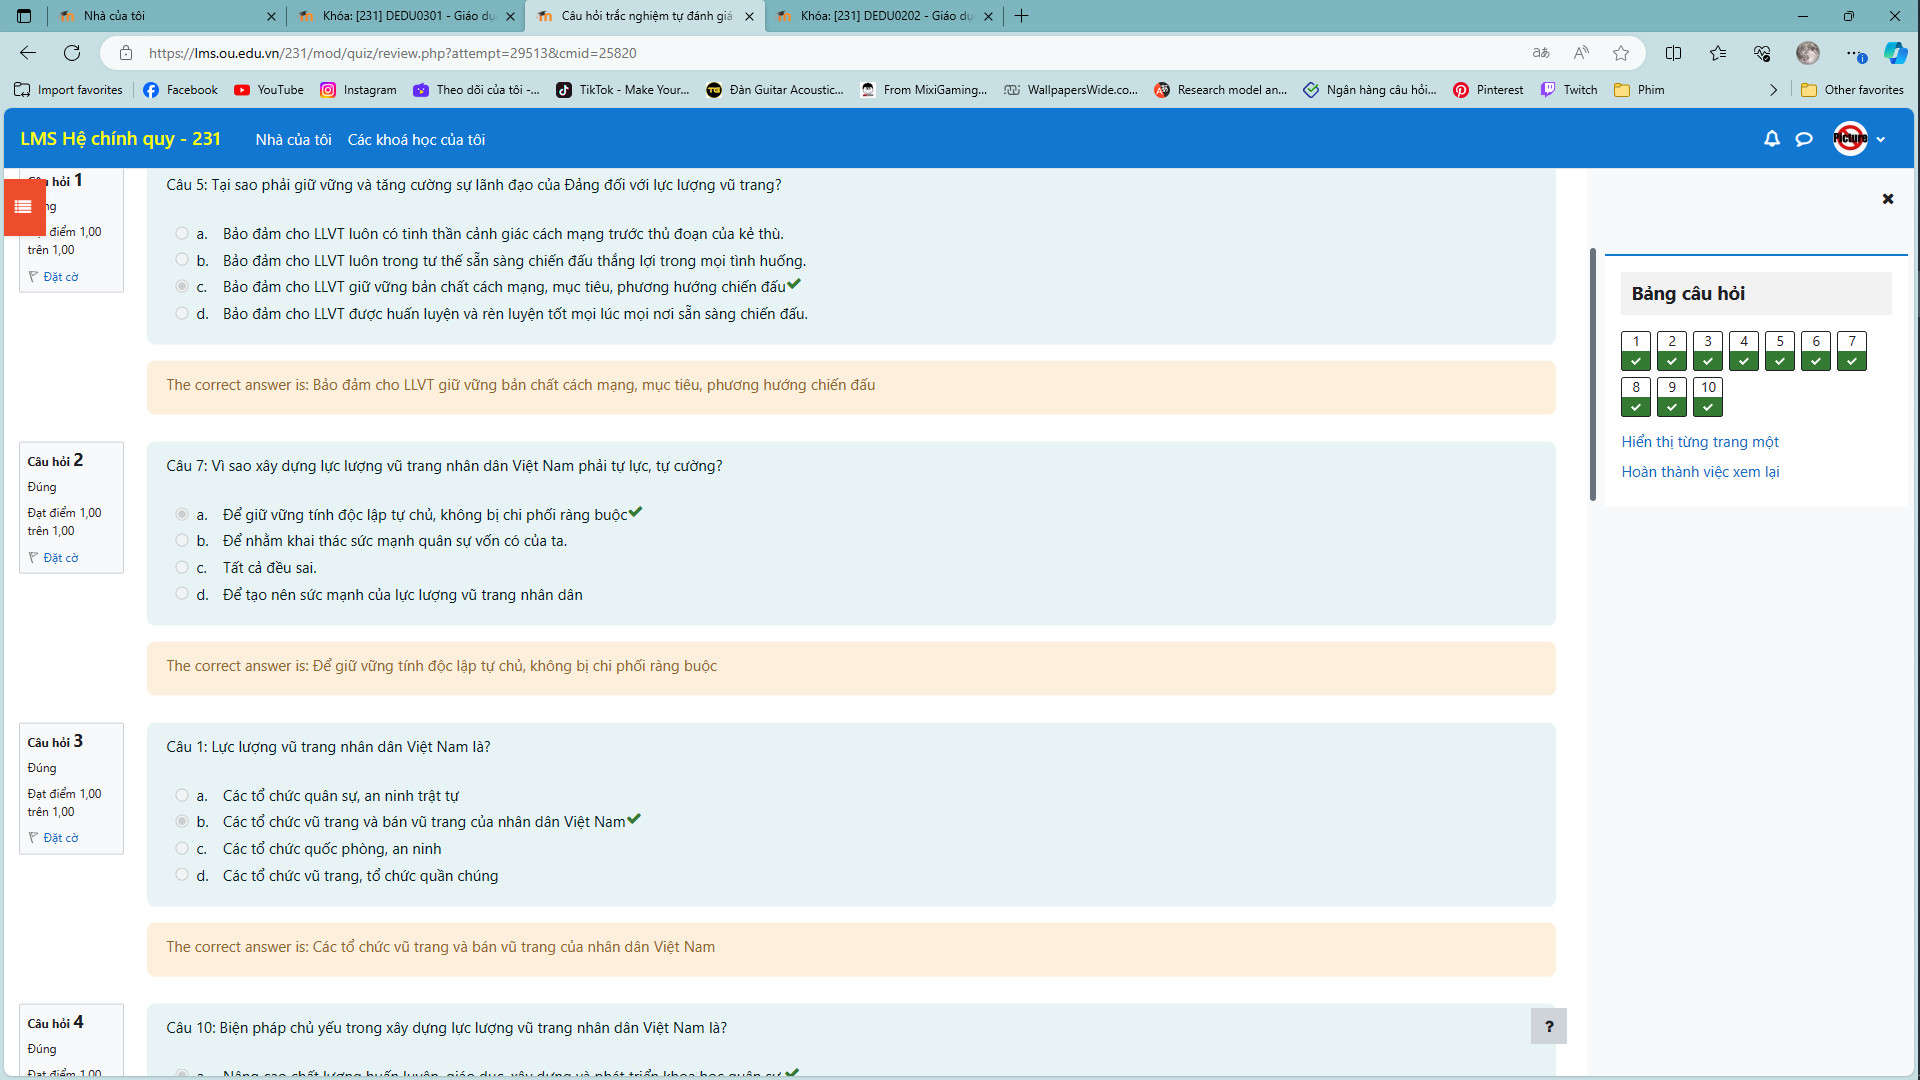 Nhà của tôi
Khóa: [231] DEDU0301 - Giáo dụ
Câu hỏi trắc nghiệm tự đánh giá
Khóa: [231] DEDU0202 - Giáo dụ
https://lms.ou.edu.vn/231/mod/quiz/review.php?attempt=29513&cmid=25820
Import favorites
Facebook
YouTube
Instagram
Theo dõi của tôi -...
TikTok - Make Your...
Đàn Guitar Acoustic...
From MixiGaming...
WallpapersWide.co...
Research model an...
Ngân hàng câu hỏi...
Pinterest
Twitch
Phim
Other favorites
LMS Hệ chính quy - 231
Nhà của tôi
Các khoá học của tôi
Picture
hỏi 1
ng
điểm 1,00
trên 1,00
Đặt cờ
Câu 5: Tại sao phải giữ vững và tăng cường sự lãnh đạo của Đảng đối với lực lượng vũ trang?
a. Bảo đảm cho LLVT luôn có tinh thần cảnh giác cách mạng trước thủ đoạn của kẻ thù.
b. Bảo đảm cho LLVT luôn trong tư thế sẵn sàng chiến đấu thắng lợi trong mọi tình huống.
c. Bảo đảm cho LLVT giữ vững bản chất cách mạng, mục tiêu, phương hướng chiến đấu
d. Bảo đảm cho LLVT được huấn luyện và rèn luyện tốt mọi lúc mọi nơi sẵn sàng chiến đấu.
The correct answer is: Bảo đảm cho LLVT giữ vững bản chất cách mạng, mục tiêu, phương hướng chiến đấu
Câu hỏi 2
Đúng
Đạt điểm 1,00
trên 1,00
Đặt cờ
Câu 7: Vì sao xây dựng lực lượng vũ trang nhân dân Việt Nam phải tự lực, tự cường?
a. Để giữ vững tính độc lập tự chủ, không bị chi phối ràng buộc
b. Để nhằm khai thác sức mạnh quân sự vốn có của ta.
c. Tất cả đều sai.
d. Để tạo nên sức mạnh của lực lượng vũ trang nhân dân
The correct answer is: Để giữ vững tính độc lập tự chủ, không bị chi phối ràng buộc
Câu hỏi 3
Đúng
Đạt điểm 1,00
trên 1,00
Đặt cờ
Câu 1: Lực lượng vũ trang nhân dân Việt Nam là?
a. Các tổ chức quân sự, an ninh trật tự
b. Các tổ chức vũ trang và bán vũ trang của nhân dân Việt Nam
c. Các tổ chức quốc phòng, an ninh
d. Các tổ chức vũ trang, tổ chức quần chúng
The correct answer is: Các tổ chức vũ trang và bán vũ trang của nhân dân Việt Nam
Câu hỏi 4
Đúng
Đạt điểm 1,00
Câu 10: Biện pháp chủ yếu trong xây dựng lực lượng vũ trang nhân dân Việt Nam là?
a. Nâng cao chất lượng huấn luyện, giáo dục, xây dựng và phát triển khoa học quân sự
?
Bảng câu hỏi
1 2 3 4 5 6 7
8 9 10
Hiển thị từng trang một
Hoàn thành việc xem lại